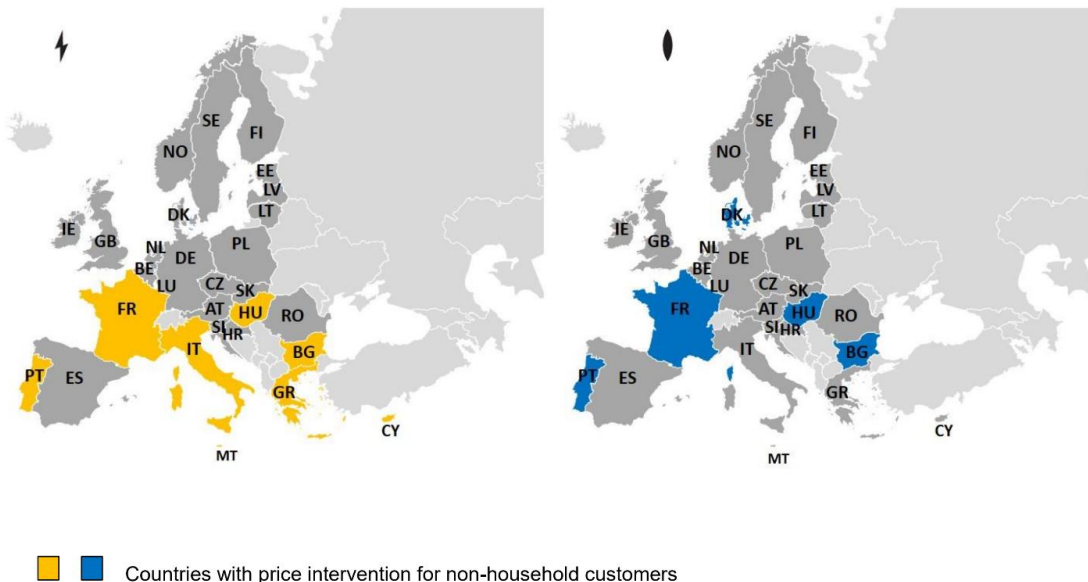 SE
FI
NO
EE
LV
LT
DK
IE
GB
NL
PL
BE
DE
LU
CZ
SK
FR
AT
HU
SI
HR
RO
IT
BG
PT
ES
GR
CY
MT
SE
FI
NO
EE
LV
LT
DK
IE
GB
NL
PL
BE
DE
LU
CZ
SK
FR
AT
HU
SI
HR
RO
IT
BG
PT
ES
GR
CY
MT
Countries with price intervention for non-household customers